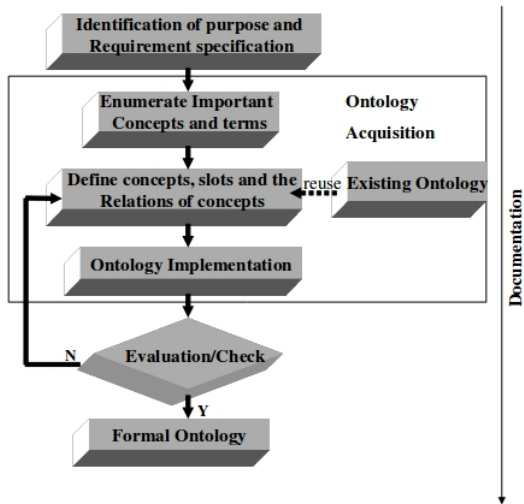 Identification of purpose and
Requirement specification
Enumerate Important
Concepts and terms
Ontology
Acquisition
Define concepts, slots and the
Relations of concepts
reuse
Existing Ontology
Ontology Implementation
Evaluation/Check
N
Y
Formal Ontology
Documentation